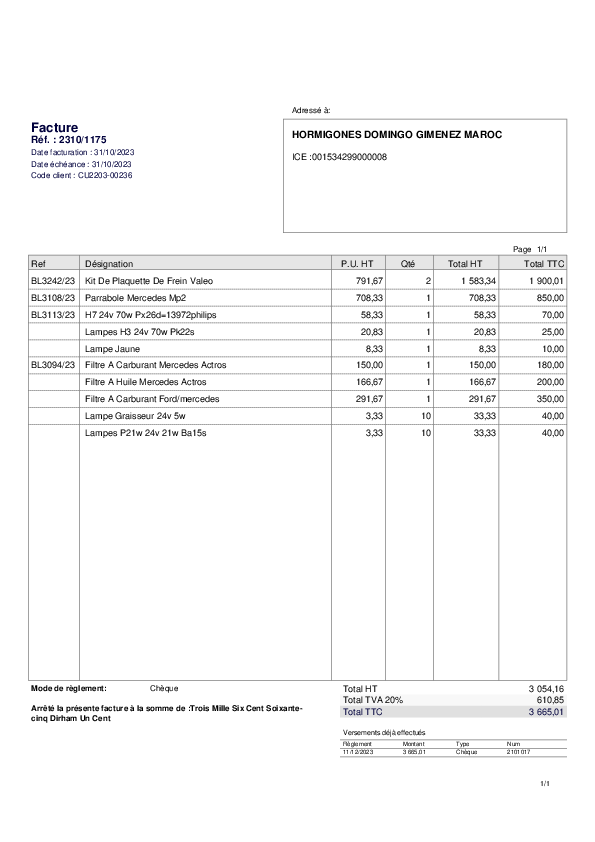 Adressé à:
Facture
Réf. : 2310/1175
Date facturation : 31/10/2023
Date échéance : 31/10/2023
Code client : CU2203-00236
HORMIGONES DOMINGO GIMENEZ MAROC
ICE :001534299000008
Page 1/1
Ref Désignation P.U. HT Qté Total HT Total TTC
BL3242/23 Kit De Plaquette De Frein Valeo 791,67 2 1 583,34 1 900,01
BL3108/23 Parrabole Mercedes Mp2 708,33 1 708,33 850,00
BL3113/23 H7 24v 70w Px26d=13972philips 58,33 1 58,33 70,00
Lampes H3 24v 70w Pk22s 20,83 1 20,83 25,00
Lampe Jaune 8,33 1 8,33 10,00
BL3094/23 Filtre A Carburant Mercedes Actros 150,00 1 150,00 180,00
Filtre A Huile Mercedes Actros 166,67 1 166,67 200,00
Filtre A Carburant Ford/mercedes 291,67 1 291,67 350,00
Lampe Graisseur 24v 5w 3,33 10 33,33 40,00
Lampes P21w 24v 21w Ba15s 3,33 10 33,33 40,00
Mode de règlement: Chèque
Arrêté la présente facture à la somme de :Trois Mille Six Cent Soixante-
cinq Dirham Un Cent
Total HT 3 054,16
Total TVA 20% 610,85
Total TTC 3 665,01
Versements déjà effectués
Règlement Montant Type Num
11/12/2023 3 665,01 Chèque 2101017
1/1